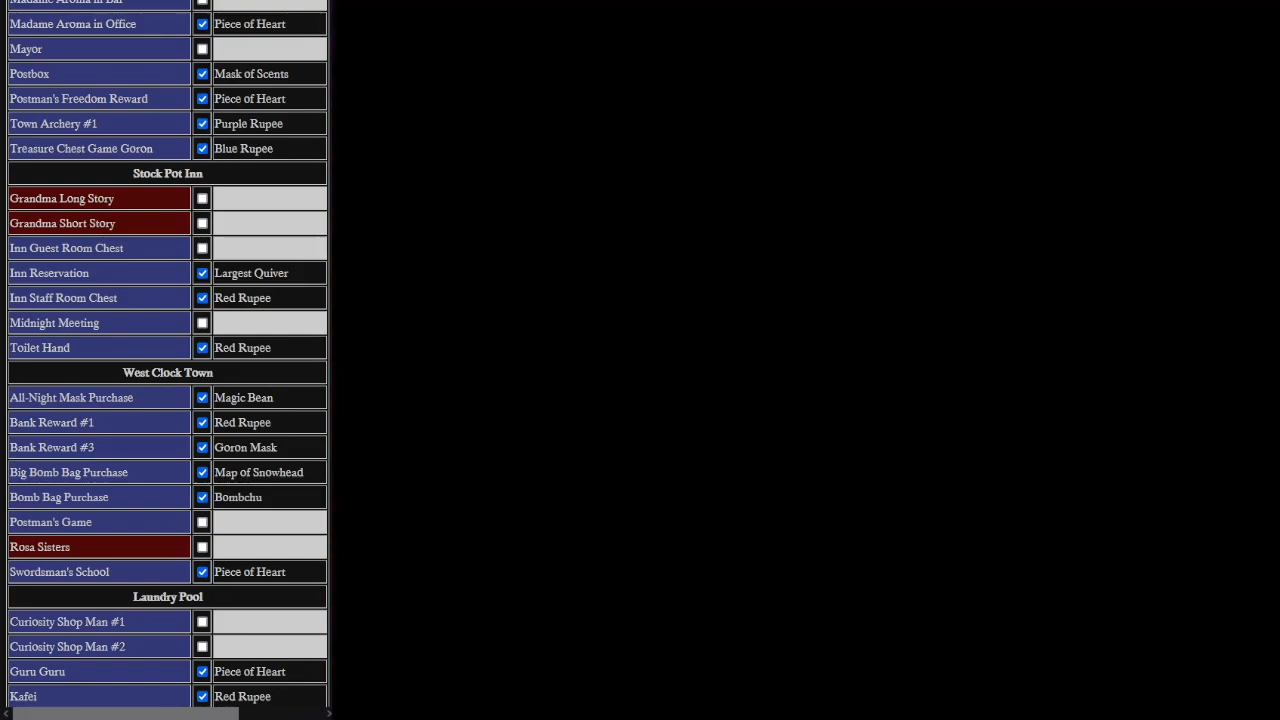 Madame Aroma in Bar
Madame Aroma in Office Piece of Heart
Mayor
Postbox Mask of Scents
Postman's Freedom Reward Piece of Heart
Town Archery #1 Purple Rupee
Treasure Chest Game Goron Blue Rupee
Stock Pot Inn
Grandma Long Story
Grandma Short Story
Inn Guest Room Chest
Inn Reservation Largest Quiver
Inn Staff Room Chest Red Rupee
Midnight Meeting
Toilet Hand Red Rupee
West Clock Town
All-Night Mask Purchase Magic Bean
Bank Reward #1 Red Rupee
Bank Reward #3 Goron Mask
Big Bomb Bag Purchase Map of Snowhead
Bomb Bag Purchase Bombchu
Postman's Game
Rosa Sisters
Swordsman's School Piece of Heart
Laundry Pool
Curiosity Shop Man #1
Curiosity Shop Man #2
Guru Guru Piece of Heart
Kafei Red Rupee